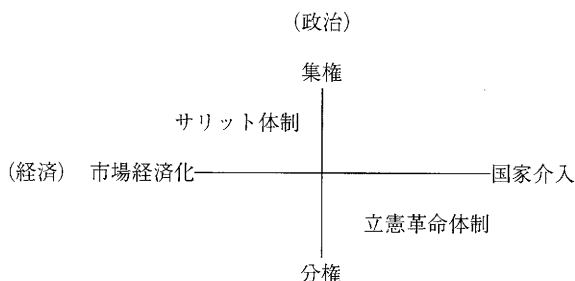 (政治)
集権
サリット体制
(経済) 市場経済化 国家介入
立憲革命体制
分権